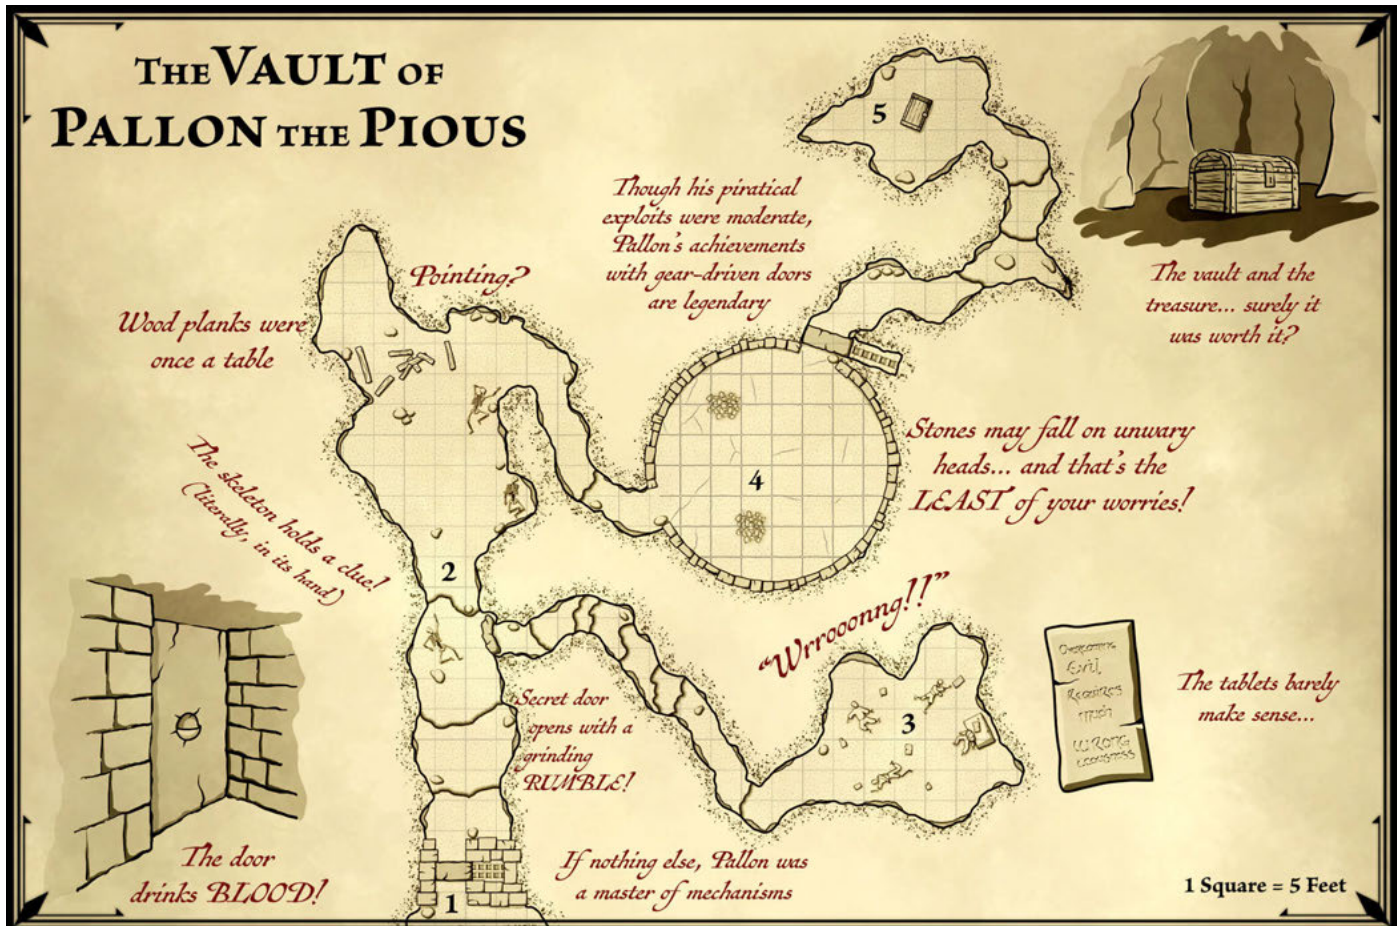 THE VAULT OF
PALLON THE PIOUS
5
Though his piratical
exploits were moderate,
Pallon's achievements
with gear-driven doors
are legendary
The vault and the
treasure... surely it
was worth it?
Pointing?
Wood planks were
once a table
Stones may fall on unwary
heads... and that's the
LEAST of your worries!
4
The skeleton holds a clue!
(literally, in its hand)
2
"Wrrooonng!!"
3
Evil
Requires
much
WRONG
The tablets barely
make sense...
Secret door
opens with a
grinding
RUMBLE!
The door
drinks BLOOD!
If nothing else, Pallon was
a master of mechanisms
1
1 Square = 5 Feet